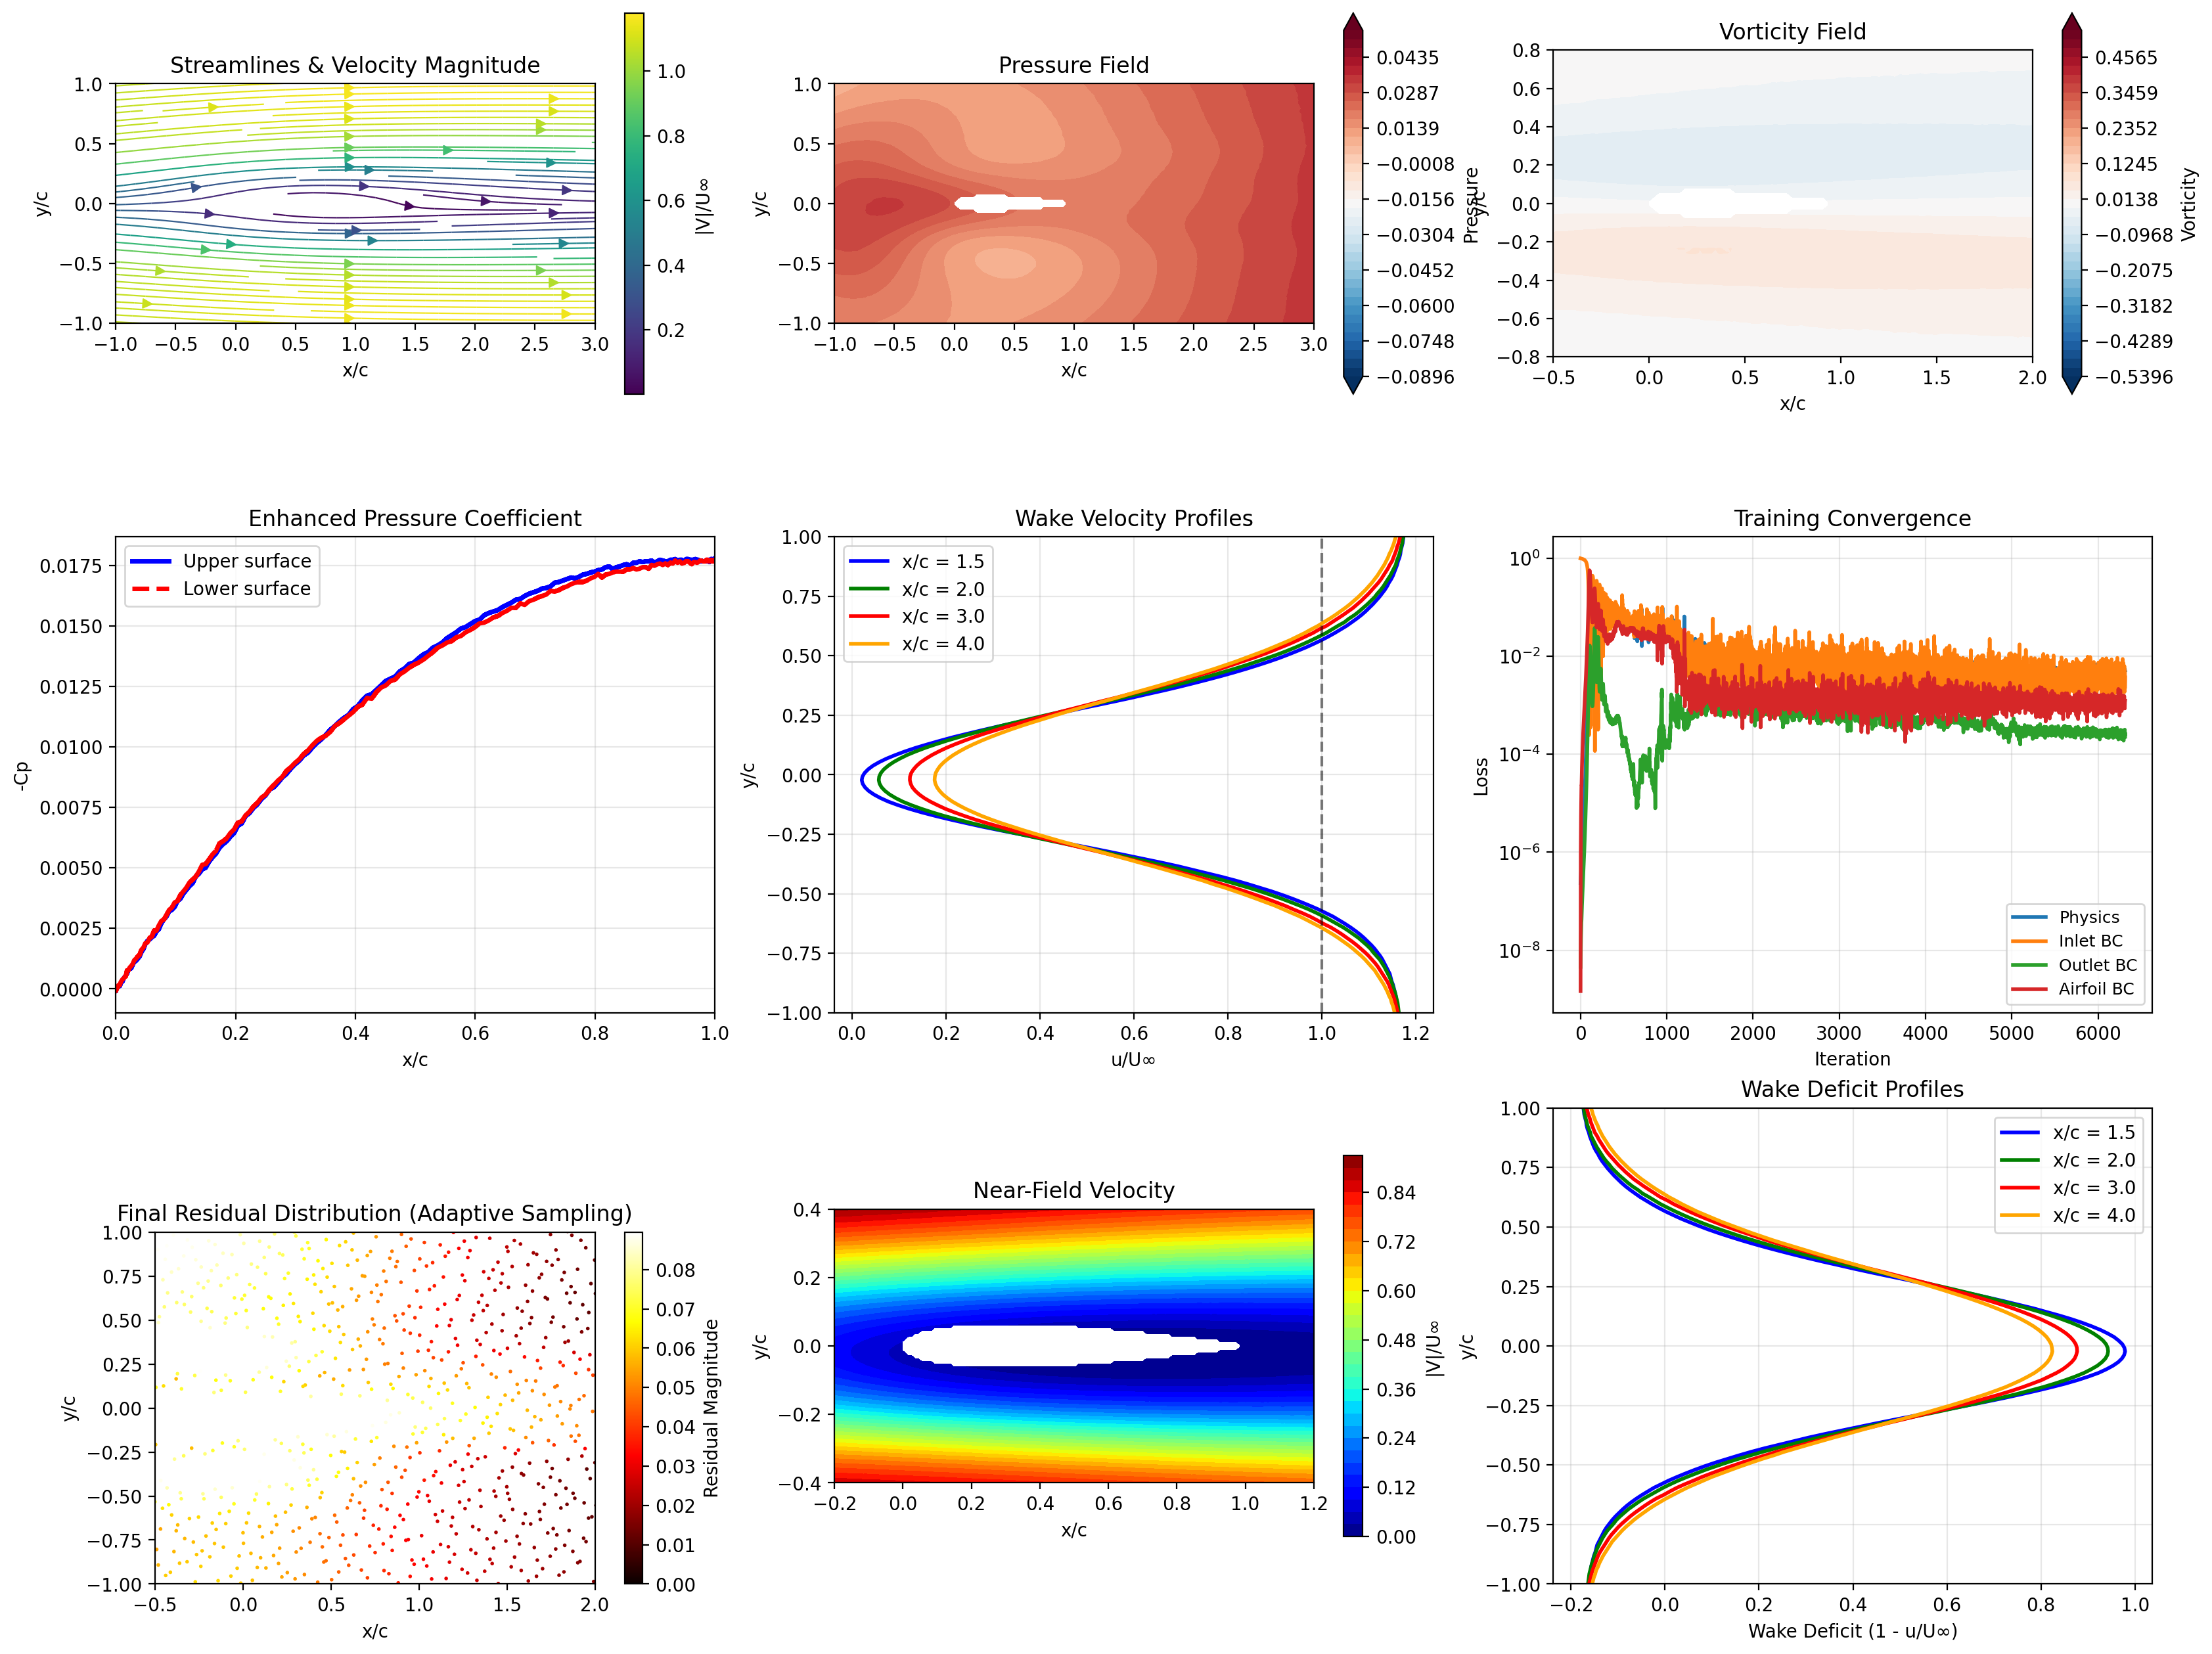 Streamlines & Velocity Magnitude
1.0
0.5
0.0
−0.5
−1.0
y/c
−1.0 −0.5 0.0 0.5 1.0 1.5 2.0 2.5 3.0
x/c
1.0
0.8
0.6
0.4
0.2
|V|/U∞
Pressure Field
1.0
0.5
0.0
−0.5
−1.0
y/c
−1.0 −0.5 0.0 0.5 1.0 1.5 2.0 2.5 3.0
x/c
0.0435
0.0287
0.0139
−0.0008
−0.0156
−0.0304
−0.0452
−0.0600
−0.0748
−0.0896
Pressure
Vorticity Field
0.8
0.6
0.4
0.2
0.0
−0.2
−0.4
−0.6
−0.8
y/c
−0.5 0.0 0.5 1.0 1.5 2.0
x/c
0.4565
0.3459
0.2352
0.1245
0.0138
−0.0968
−0.2075
−0.3182
−0.4289
−0.5396
Vorticity
Enhanced Pressure Coefficient
Upper surface
Lower surface
0.0175
0.0150
0.0125
0.0100
0.0075
0.0050
0.0025
0.0000
-Cp
0.0 0.2 0.4 0.6 0.8 1.0
x/c
Wake Velocity Profiles
x/c = 1.5
x/c = 2.0
x/c = 3.0
x/c = 4.0
1.00
0.75
0.50
0.25
0.00
−0.25
−0.50
−0.75
−1.00
y/c
0.0 0.2 0.4 0.6 0.8 1.0 1.2
u/U∞
Training Convergence
10⁰
10⁻²
10⁻⁴
10⁻⁶
10⁻⁸
Loss
Physics
Inlet BC
Outlet BC
Airfoil BC
0 1000 2000 3000 4000 5000 6000
Iteration
Final Residual Distribution (Adaptive Sampling)
1.00
0.75
0.50
0.25
0.00
−0.25
−0.50
−0.75
−1.00
y/c
−0.5 0.0 0.5 1.0 1.5 2.0
x/c
0.08
0.07
0.06
0.05
0.04
0.03
0.02
0.01
0.00
Residual Magnitude
Near-Field Velocity
0.4
0.2
0.0
−0.2
−0.4
y/c
−0.2 0.0 0.2 0.4 0.6 0.8 1.0 1.2
x/c
0.84
0.72
0.60
0.48
0.36
0.24
0.12
0.00
|V|/U∞
Wake Deficit Profiles
x/c = 1.5
x/c = 2.0
x/c = 3.0
x/c = 4.0
1.00
0.75
0.50
0.25
0.00
−0.25
−0.50
−0.75
−1.00
y/c
−0.2 0.0 0.2 0.4 0.6 0.8 1.0
Wake Deficit (1 - u/U∞)